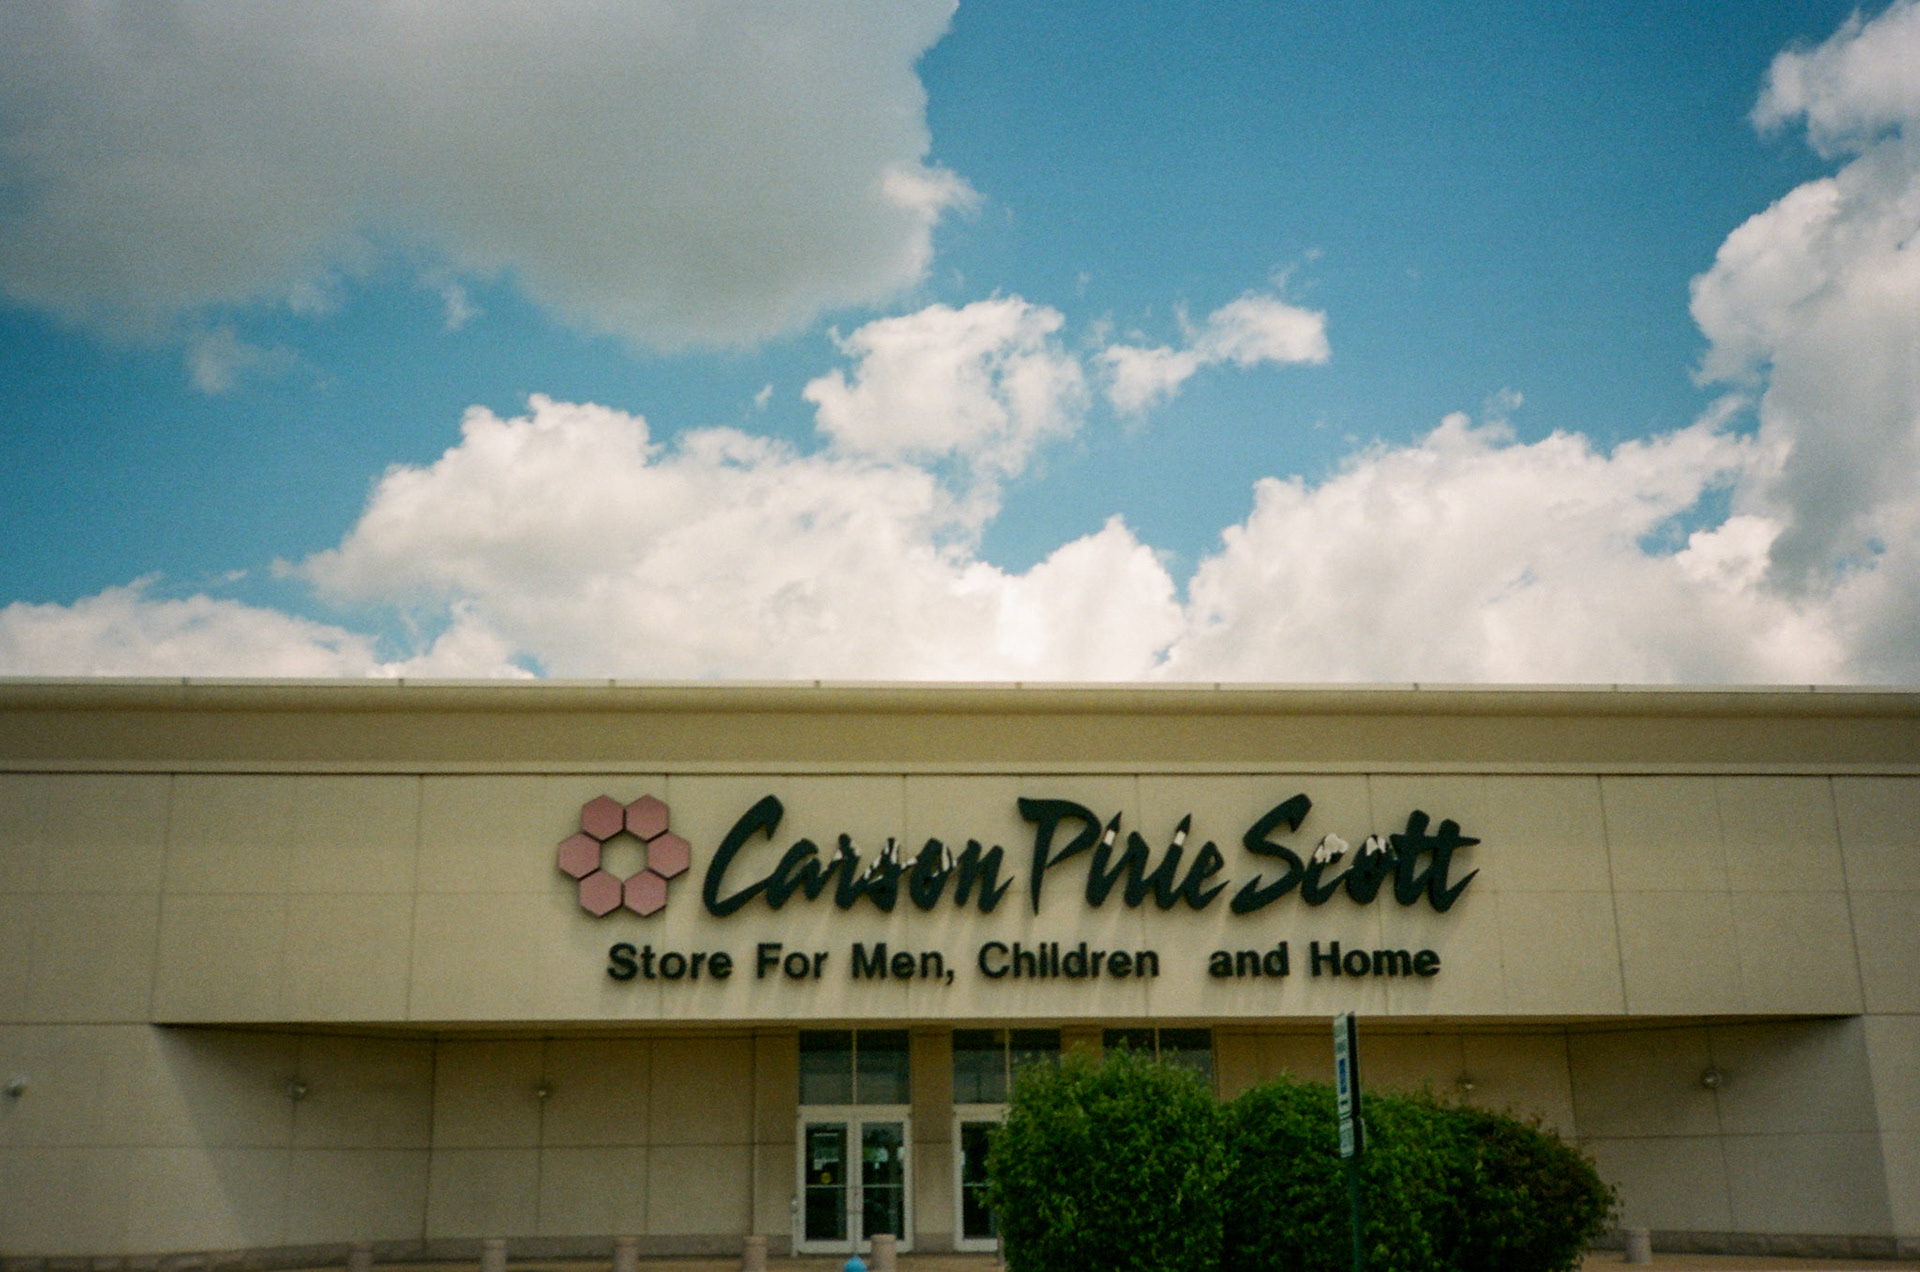 Carson Pirie Scott
Store For Men, Children and Home